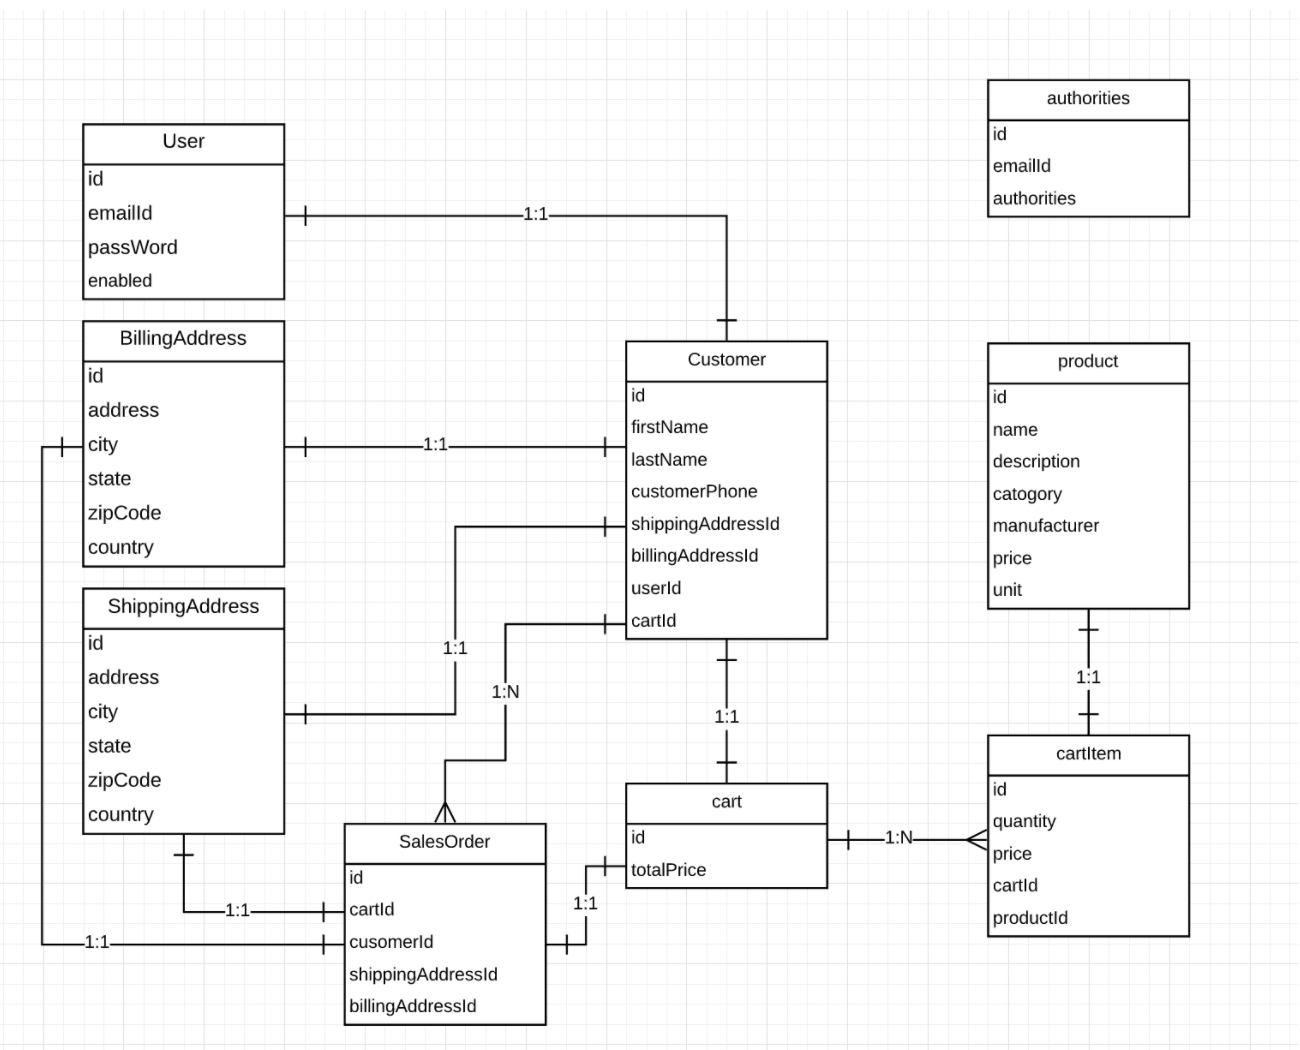 authorities
id
emailId
authorities
User
id
emailId
passWord
enabled
1:1
BillingAddress
id
address
city
state
zipCode
country
1:1
Customer
id
firstName
lastName
customerPhone
shippingAddressId
billingAddressId
userId
cartId
product
id
name
description
catogory
manufacturer
price
unit
ShippingAddress
id
address
city
state
zipCode
country
1:1
1:N
1:1
1:1
cartItem
id
quantity
price
cartId
productId
cart
id
totalPrice
1:N
SalesOrder
id
cartId
cusomerId
shippingAddressId
billingAddressId
1:1
1:1
1:1